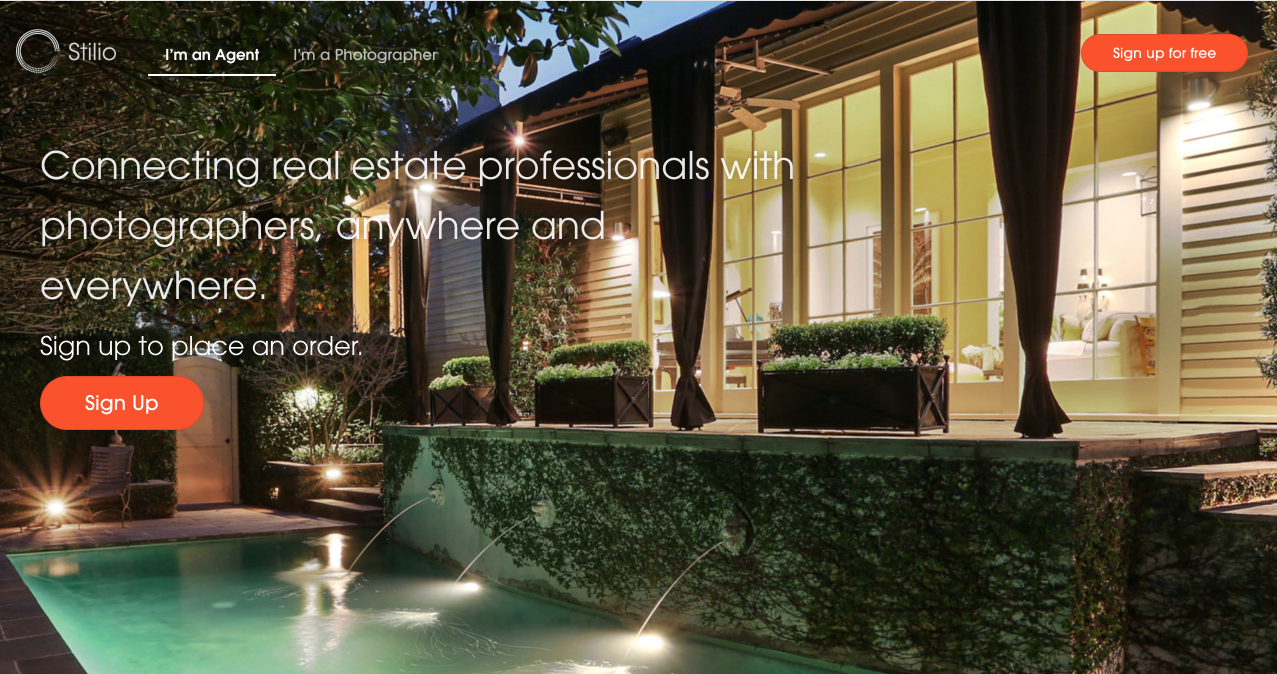 Stilio
I'm an Agent
I'm a Photographer
Sign up for free
Connecting real estate professionals with
photographers, anywhere and
everywhere.
Sign up to place an order.
Sign Up